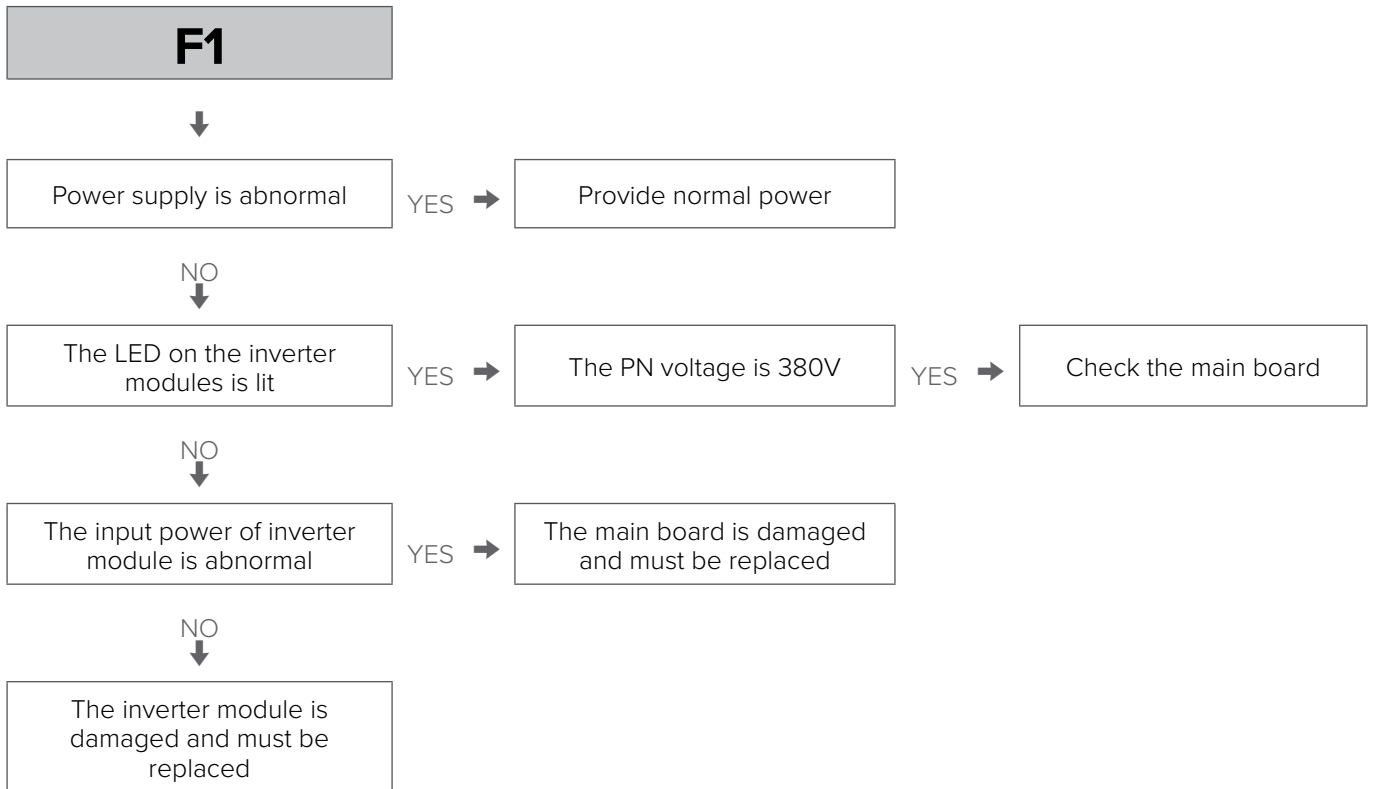 F1
Power supply is abnormal
YES
Provide normal power
NO
The LED on the inverter
modules is lit
YES
The PN voltage is 380V
YES
Check the main board
NO
The input power of inverter
module is abnormal
YES
The main board is damaged
and must be replaced
NO
The inverter module is
damaged and must be
replaced